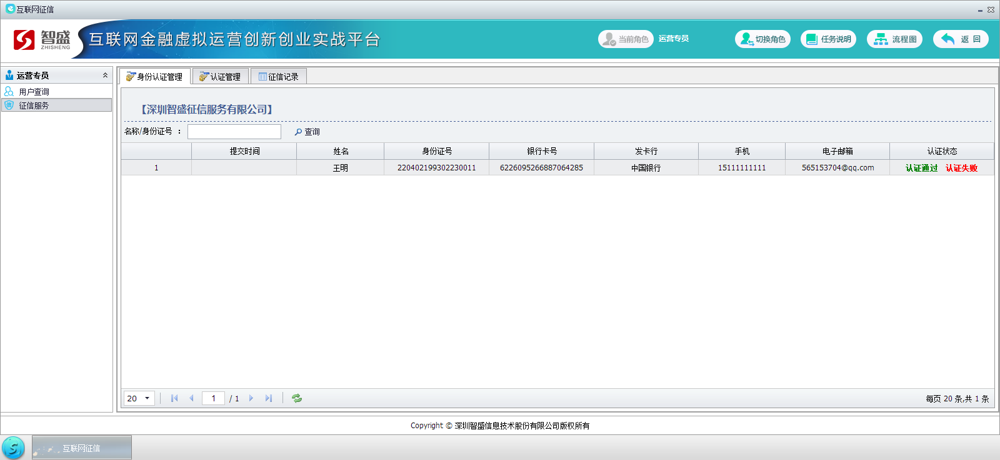 互联网征信
智盛
ZHISHENG
互联网金融虚拟运营创新创业实战平台
当前角色 运营专员 切换角色 任务说明 流程图 返 回
运营专员
用户查询
征信服务
身份认证管理 认证管理 征信记录
【深圳智盛征信服务有限公司】
名称/身份证号 : 查询
提交时间 姓名 身份证号 银行卡号 发卡行 手机 电子邮箱 认证状态
1 王明 220402199302230011 6226095266887064285 中国银行 15111111111 565153704@qq.com 认证通过 认证失败
20 1 / 1 每页 20 条,共 1 条
Copyright © 深圳智盛信息技术股份有限公司版权所有
互联网征信